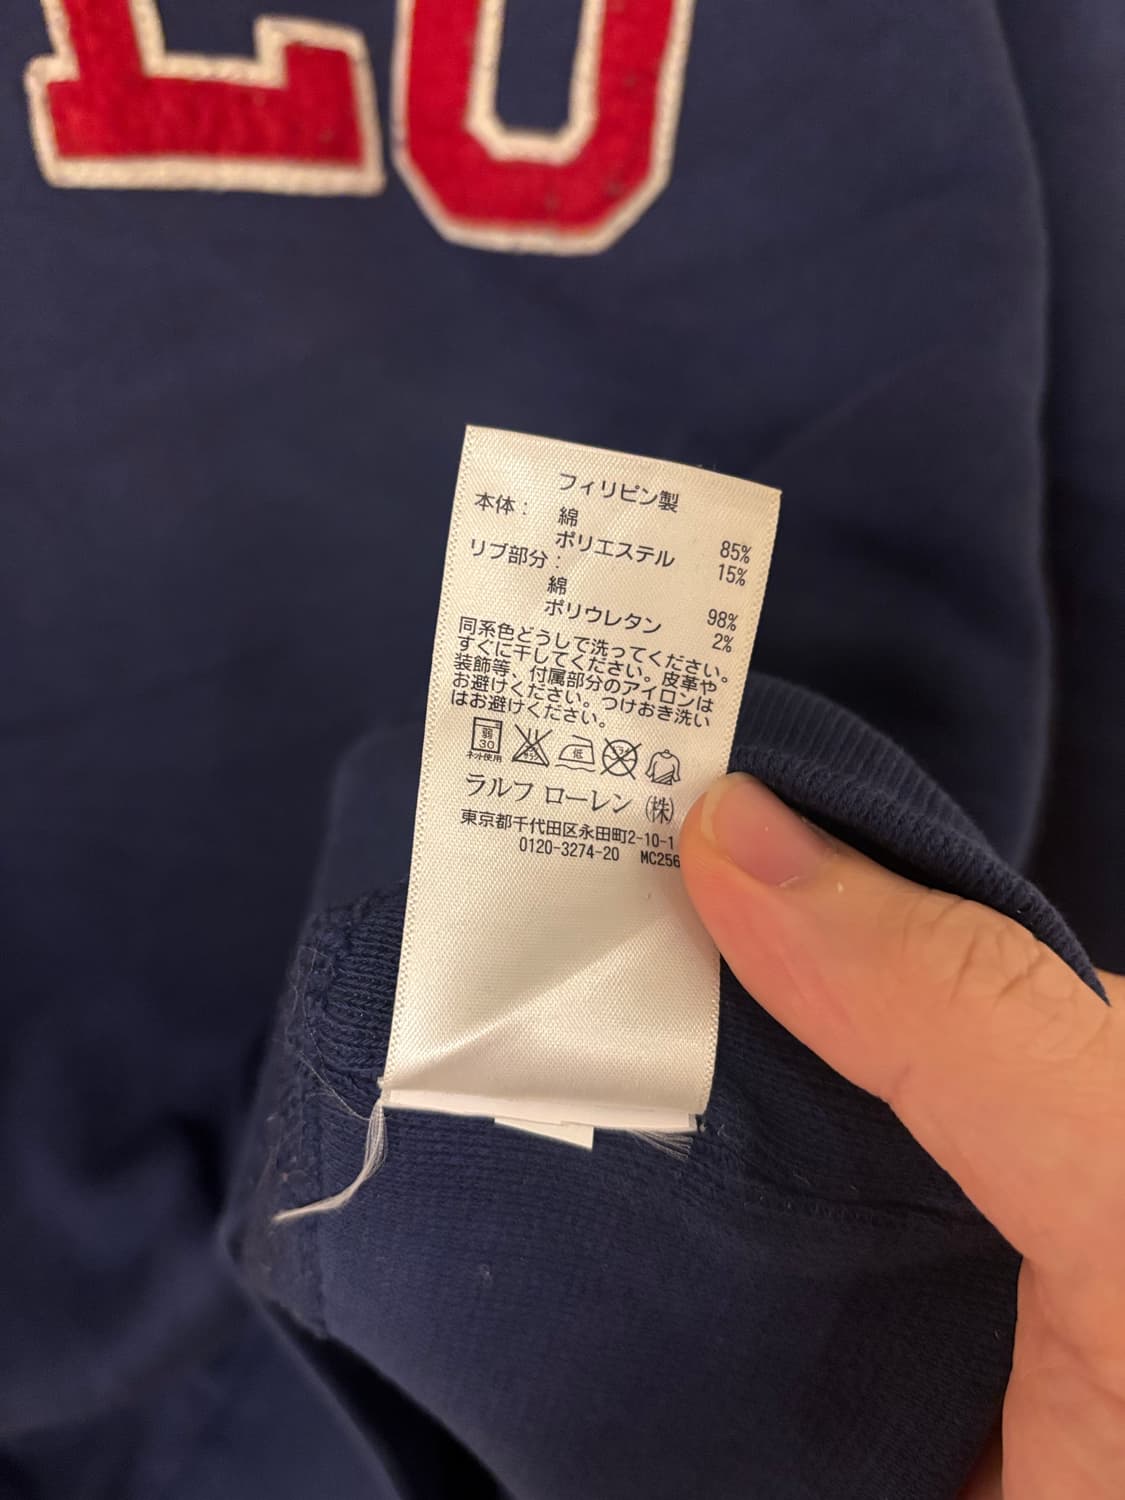 LO
フィリピン製
本体: 綿 85%
ポリエステル 15%
リブ部分:
綿 98%
ポリウレタン 2%
同系色どうしで洗ってください。
すぐに干してください。皮革や
装飾等、付属部分のアイロンは
お避けください。つけおき洗い
はお避けください。
弱
30
ネット使用
低
ラルフ ローレン (株)
東京都千代田区永田町2-10-1
0120-3274-20 MC256